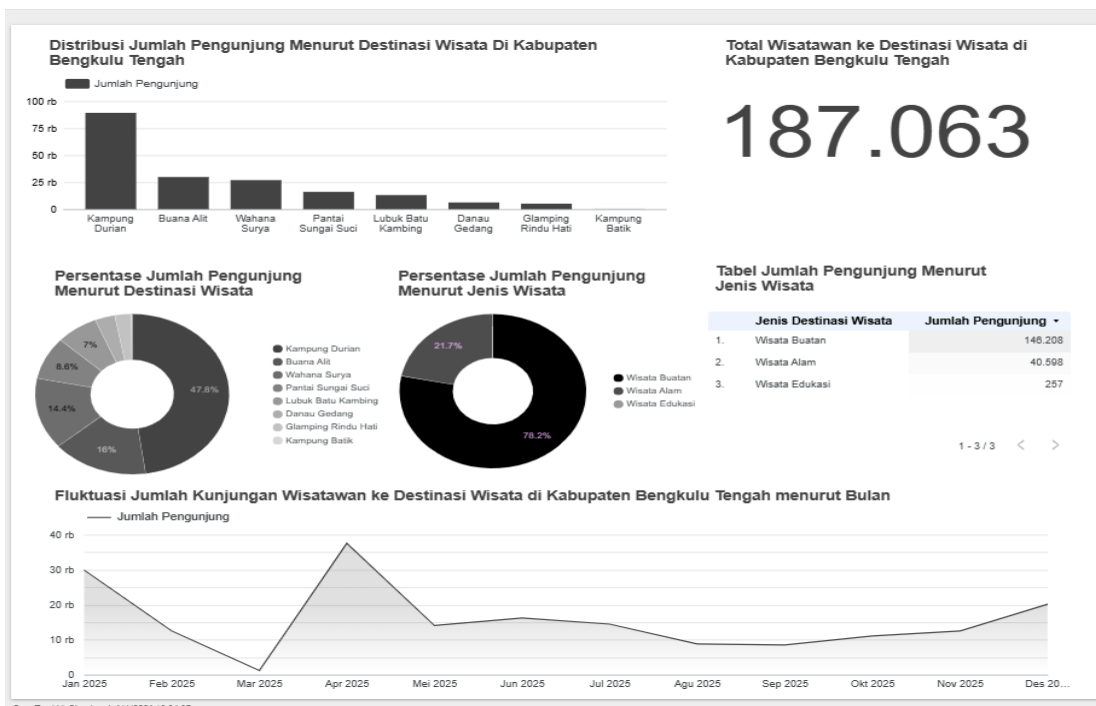 Distribusi Jumlah Pengunjung Menurut Destinasi Wisata Di Kabupaten
Bengkulu Tengah
Jumlah Pengunjung
100 rb
75 rb
50 rb
25 rb
0
Kampung
Durian
Buana Alit
Wahana
Surya
Pantai
Sungai Suci
Lubuk Batu
Kambing
Danau
Gedang
Glamping
Rindu Hati
Kampung
Batik
Total Wisatawan ke Destinasi Wisata di
Kabupaten Bengkulu Tengah
187.063
Persentase Jumlah Pengunjung
Menurut Destinasi Wisata
47.8%
16%
14.4%
8.6%
7%
Kampung Durian
Buana Alit
Wahana Surya
Pantai Sungai Suci
Lubuk Batu Kambing
Danau Gedang
Glamping Rindu Hati
Kampung Batik
Persentase Jumlah Pengunjung
Menurut Jenis Wisata
21.7%
78.2%
Wisata Buatan
Wisata Alam
Wisata Edukasi
Tabel Jumlah Pengunjung Menurut
Jenis Wisata
Jenis Destinasi Wisata Jumlah Pengunjung
1. Wisata Buatan 146.208
2. Wisata Alam 40.598
3. Wisata Edukasi 257
1 - 3 / 3 < >
Fluktuasi Jumlah Kunjungan Wisatawan ke Destinasi Wisata di Kabupaten Bengkulu Tengah menurut Bulan
Jumlah Pengunjung
40 rb
30 rb
20 rb
10 rb
0
Jan 2025 Feb 2025 Mar 2025 Apr 2025 Mei 2025 Jun 2025 Jul 2025 Agu 2025 Sep 2025 Okt 2025 Nov 2025 Des 20...